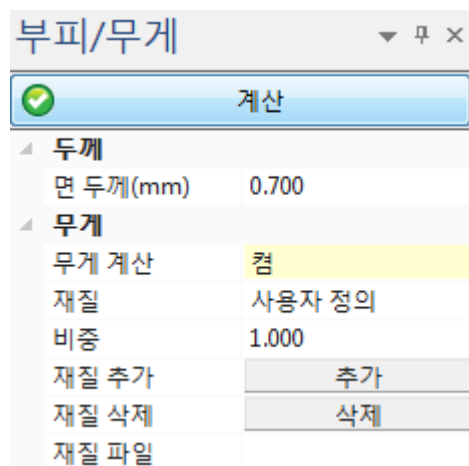 부피/무게
계산
두께
면 두께(mm) 0.700
무게
무게 계산 켬
재질 사용자 정의
비중 1.000
재질 추가 추가
재질 삭제 삭제
재질 파일